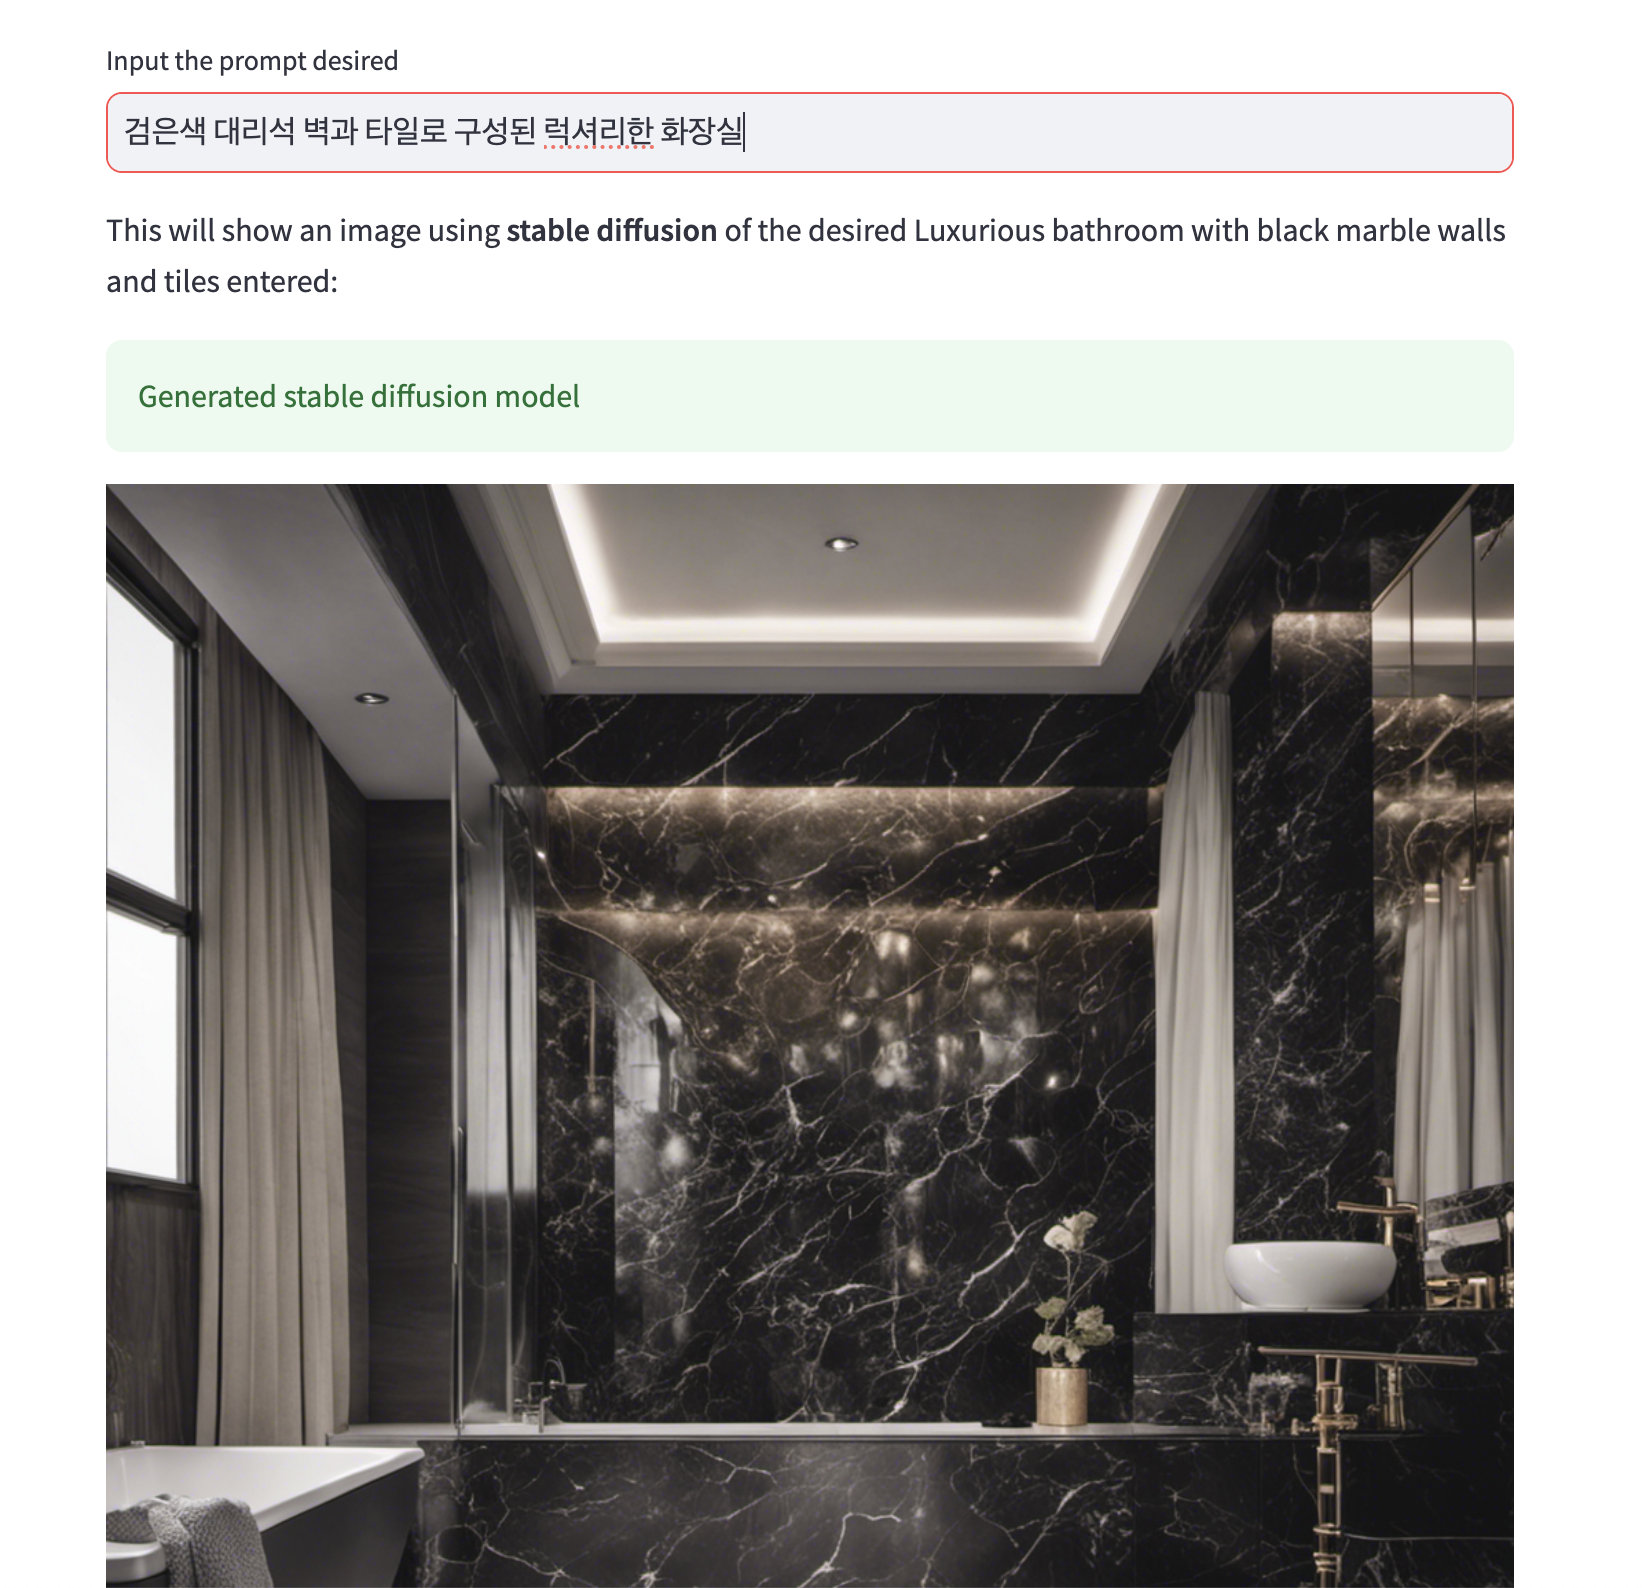 Input the prompt desired
검은색 대리석 벽과 타일로 구성된 럭셔리한 화장실
This will show an image using stable diffusion of the desired Luxurious bathroom with black marble walls
and tiles entered:
Generated stable diffusion model